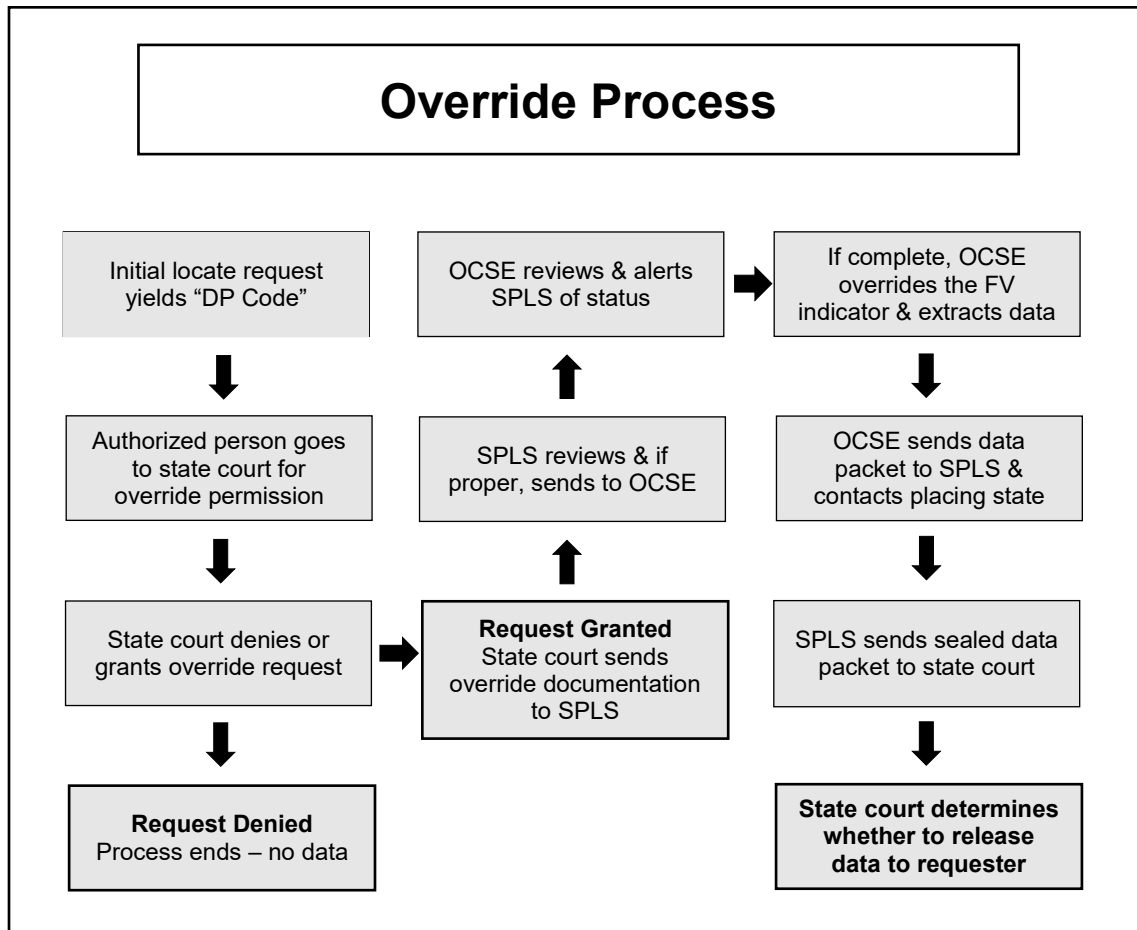 Override Process
Initial locate request
yields “DP Code”
Authorized person goes
to state court for
override permission
State court denies or
grants override request
Request Denied
Process ends – no data
Request Granted
State court sends
override documentation
to SPLS
SPLS reviews & if
proper, sends to OCSE
OCSE reviews & alerts
SPLS of status
If complete, OCSE
overrides the FV
indicator & extracts data
OCSE sends data
packet to SPLS &
contacts placing state
SPLS sends sealed data
packet to state court
State court determines
whether to release
data to requester